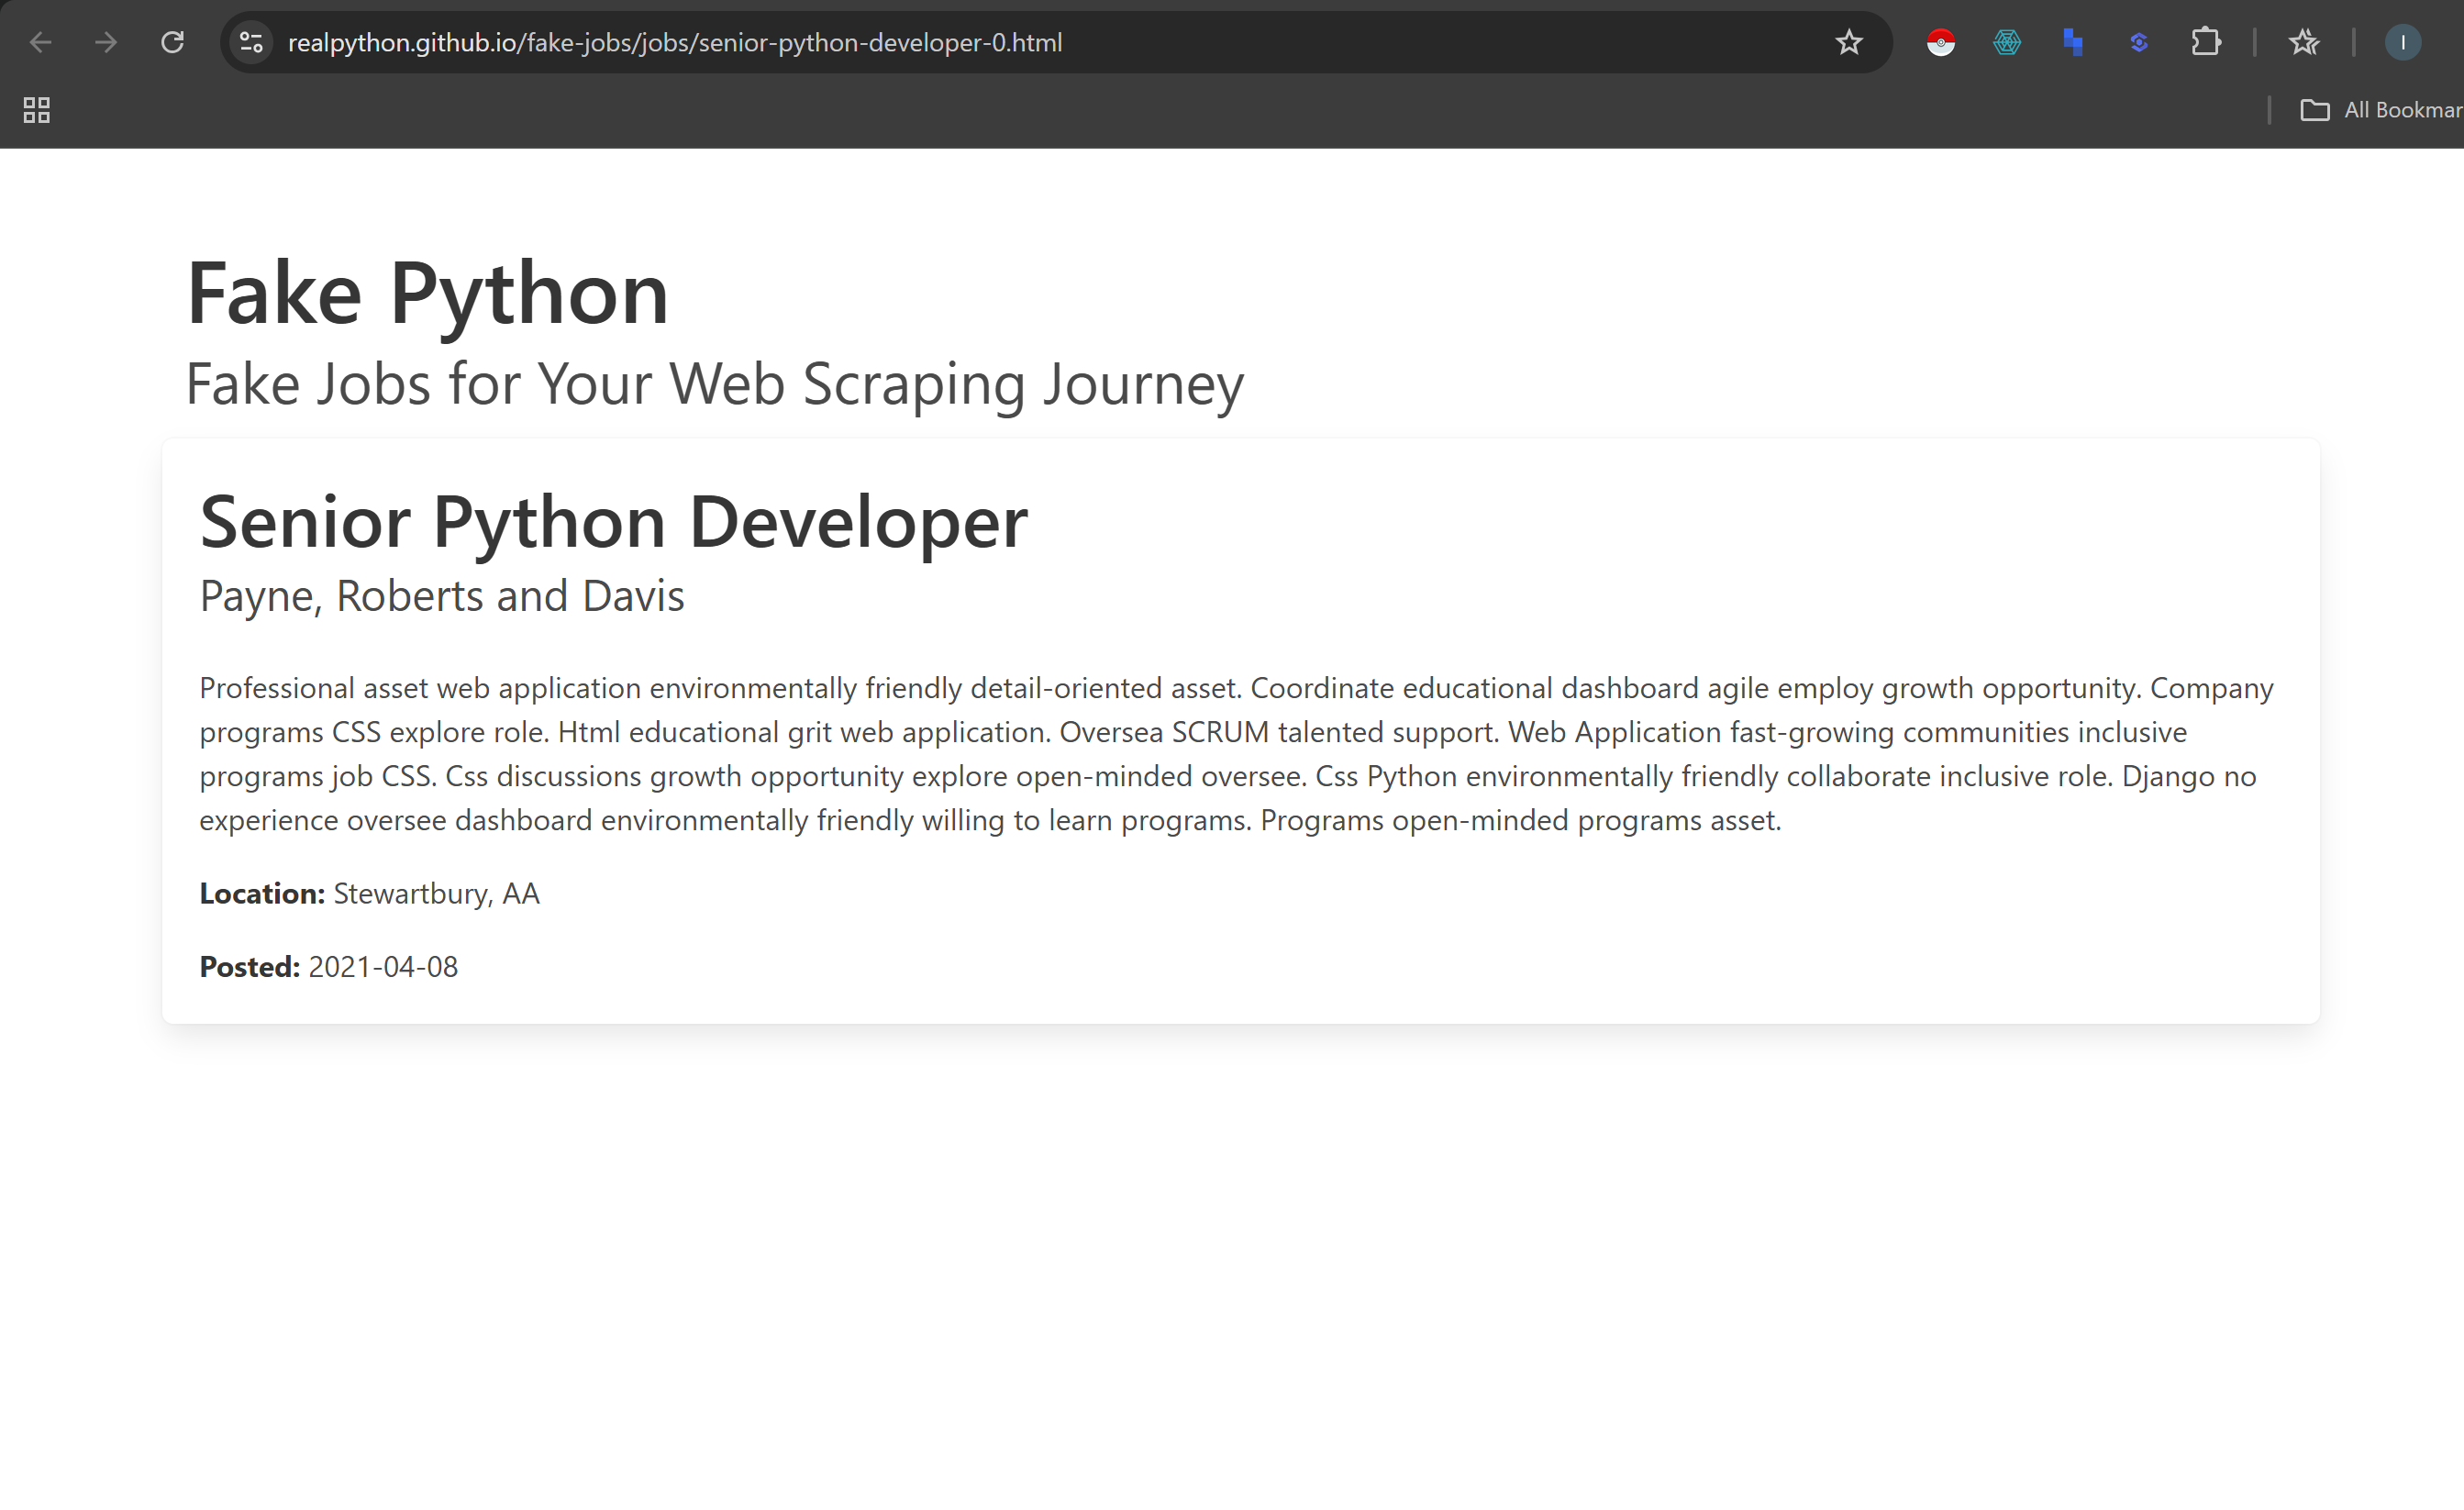 realpython.github.io/fake-jobs/jobs/senior-python-developer-0.html
I
All Bookmar
Fake Python
Fake Jobs for Your Web Scraping Journey
Senior Python Developer
Payne, Roberts and Davis
Professional asset web application environmentally friendly detail-oriented asset. Coordinate educational dashboard agile employ growth opportunity. Company
programs CSS explore role. Html educational grit web application. Oversea SCRUM talented support. Web Application fast-growing communities inclusive
programs job CSS. Css discussions growth opportunity explore open-minded oversee. Css Python environmentally friendly collaborate inclusive role. Django no
experience oversee dashboard environmentally friendly willing to learn programs. Programs open-minded programs asset.
Location: Stewartbury, AA
Posted: 2021-04-08